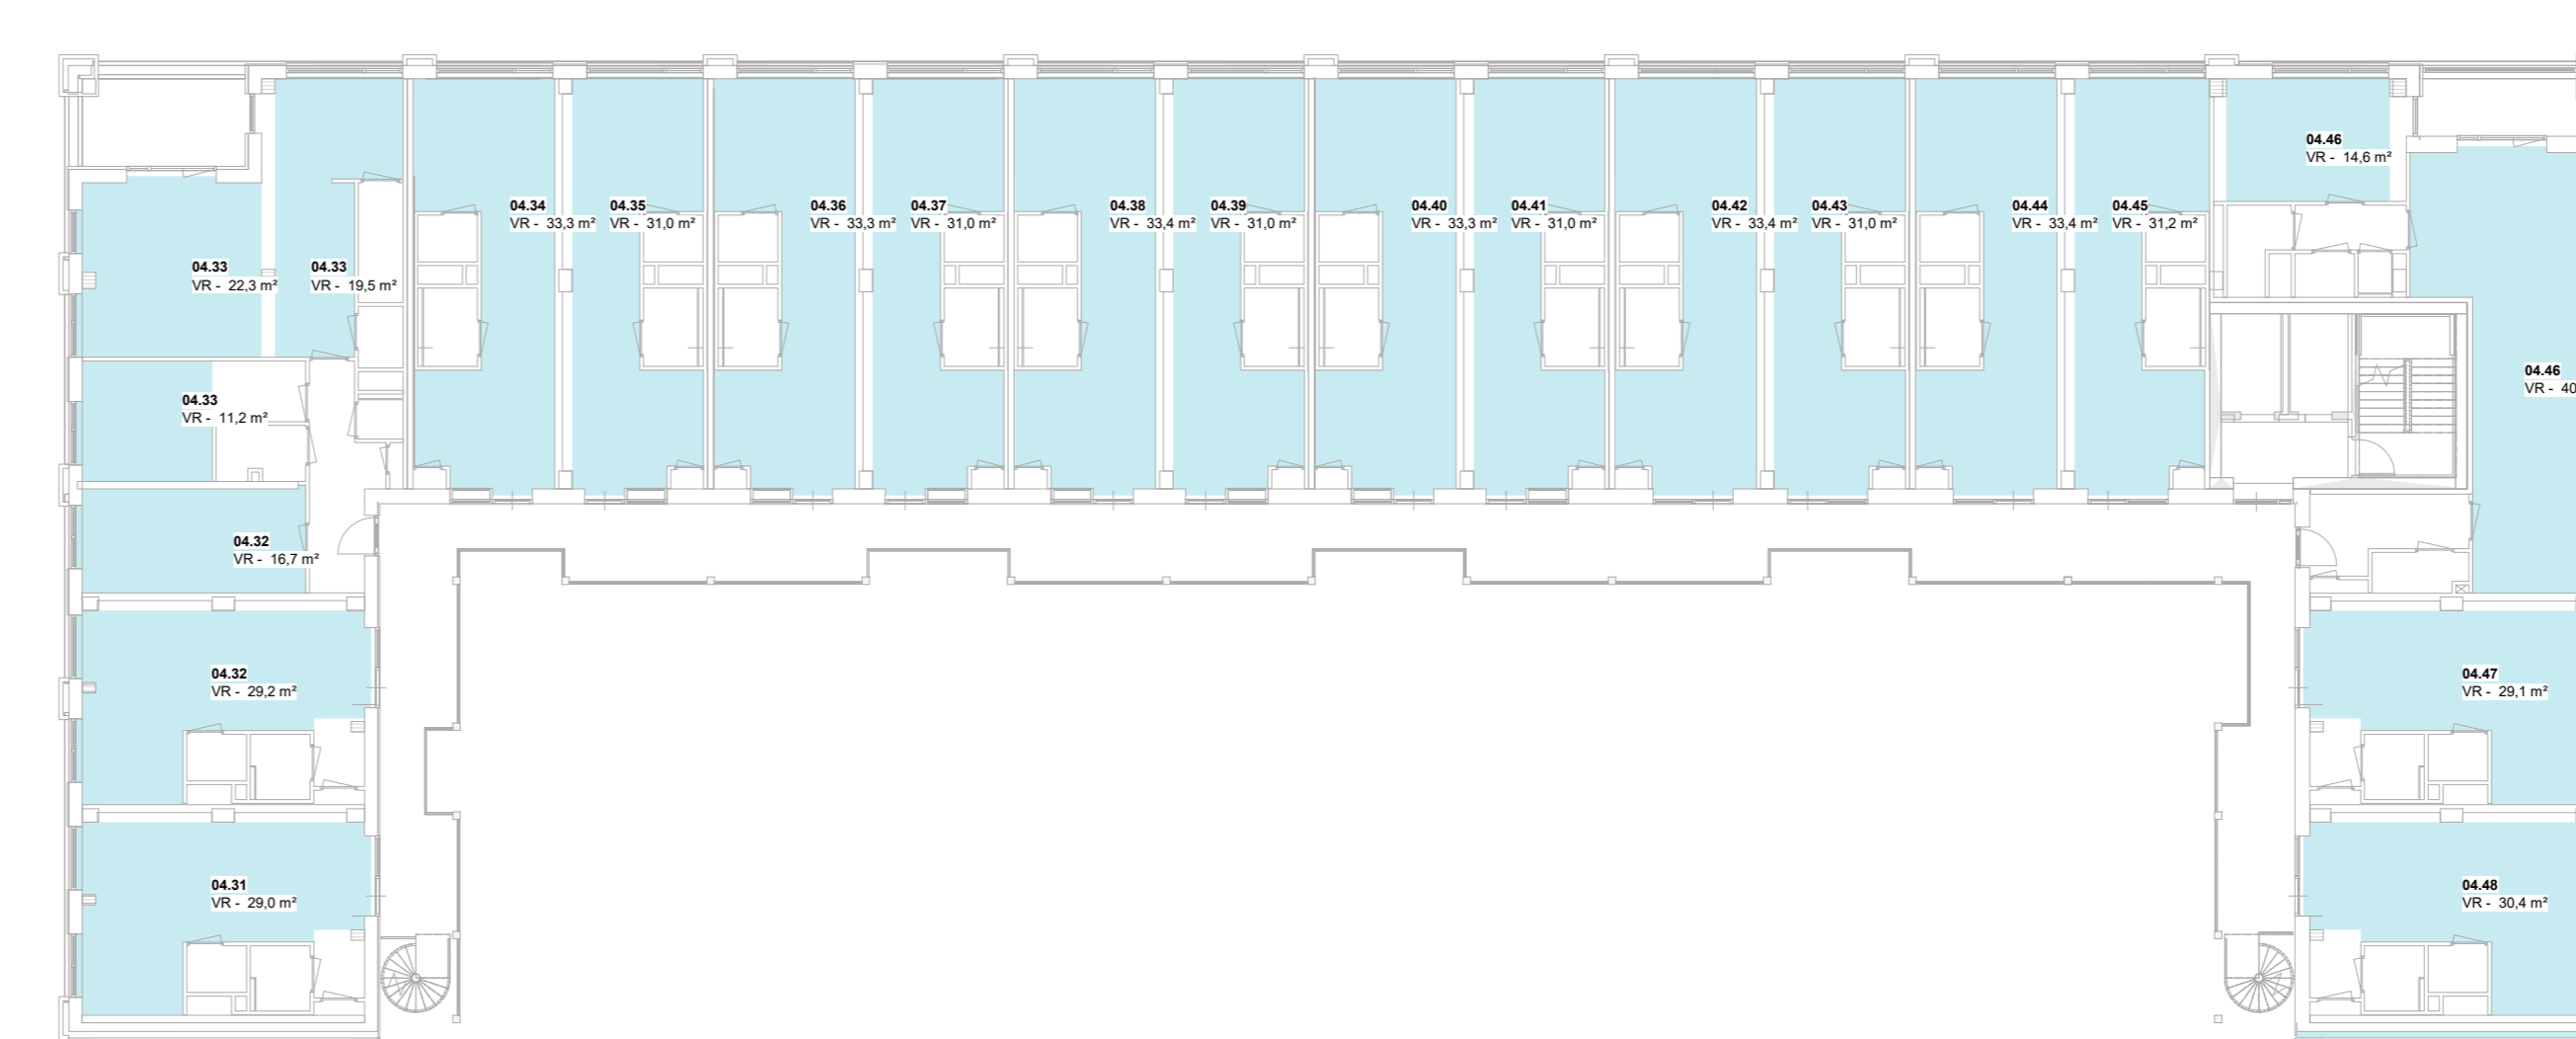 04.46
VR - 14,6 m²
04.34
VR - 33,3 m²
04.35
VR - 31,0 m²
04.36
VR - 33,3 m²
04.37
VR - 31,0 m²
04.38
VR - 33,4 m²
04.39
VR - 31,0 m²
04.40
VR - 33,3 m²
04.41
VR - 31,0 m²
04.42
VR - 33,4 m²
04.43
VR - 31,0 m²
04.44
VR - 33,4 m²
04.45
VR - 31,2 m²
04.33
VR - 22,3 m²
04.33
VR - 19,5 m²
04.46
VR - 40
04.33
VR - 11,2 m²
04.32
VR - 16,7 m²
04.32
VR - 29,2 m²
04.47
VR - 29,1 m²
04.31
VR - 29,0 m²
04.48
VR - 30,4 m²